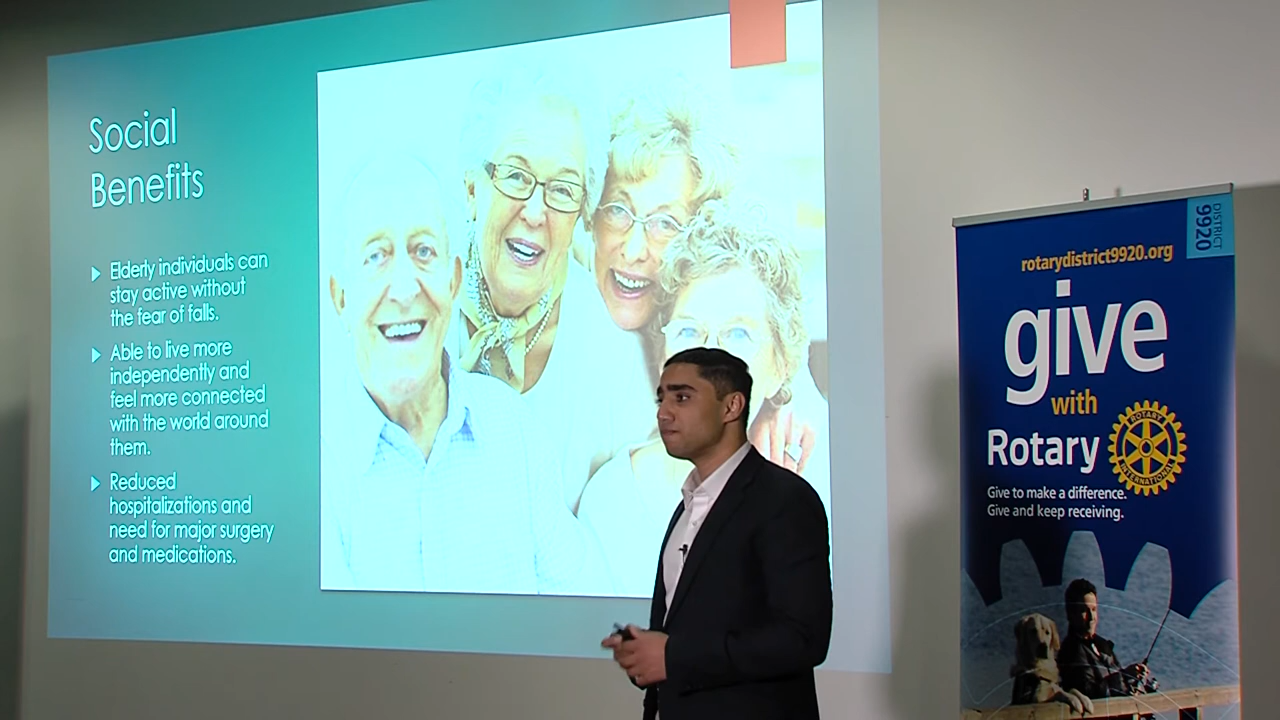 Social
Benefits
Elderly individuals can
stay active without
the fear of falls.
Able to live more
independently and
feel more connected
with the world around
them.
Reduced
hospitalizations and
need for major surgery
and medications.
DISTRICT
9920
rotarydistrict9920.org
give
with
Rotary
ROTARY
INTERNATIONAL
Give to make a difference.
Give and keep receiving.